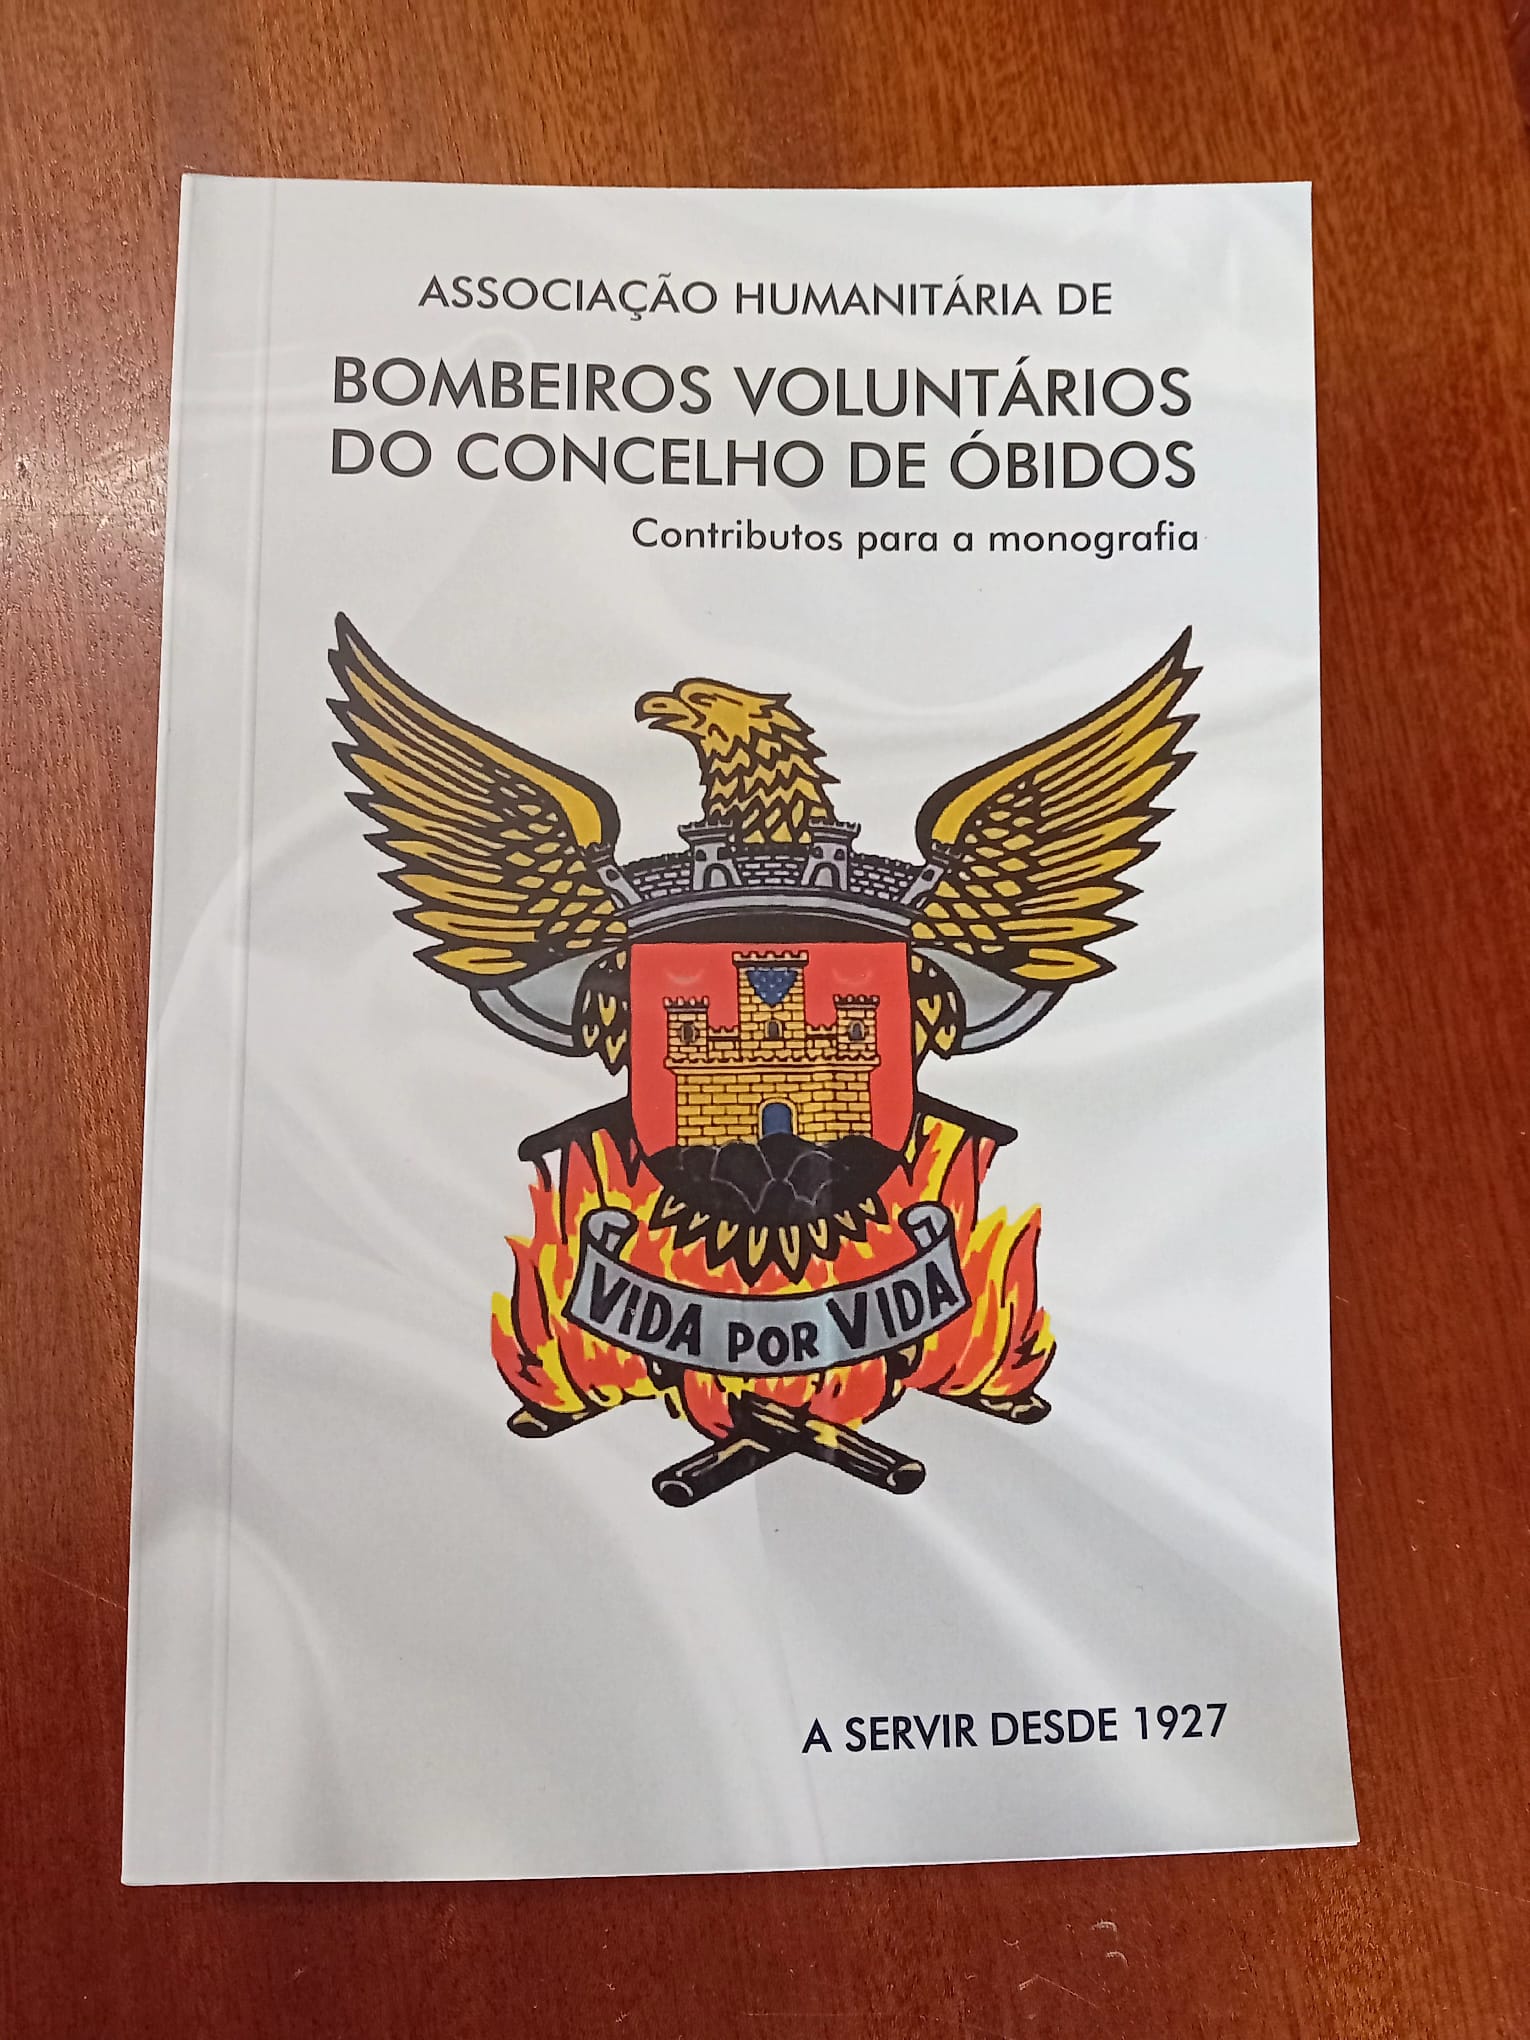 ASSOCIAÇÃO HUMANITÁRIA DE
BOMBEIROS VOLUNTÁRIOS
DO CONCELHO DE ÓBIDOS
Contributos para a monografia
VIDA POR VIDA
A SERVIR DESDE 1927